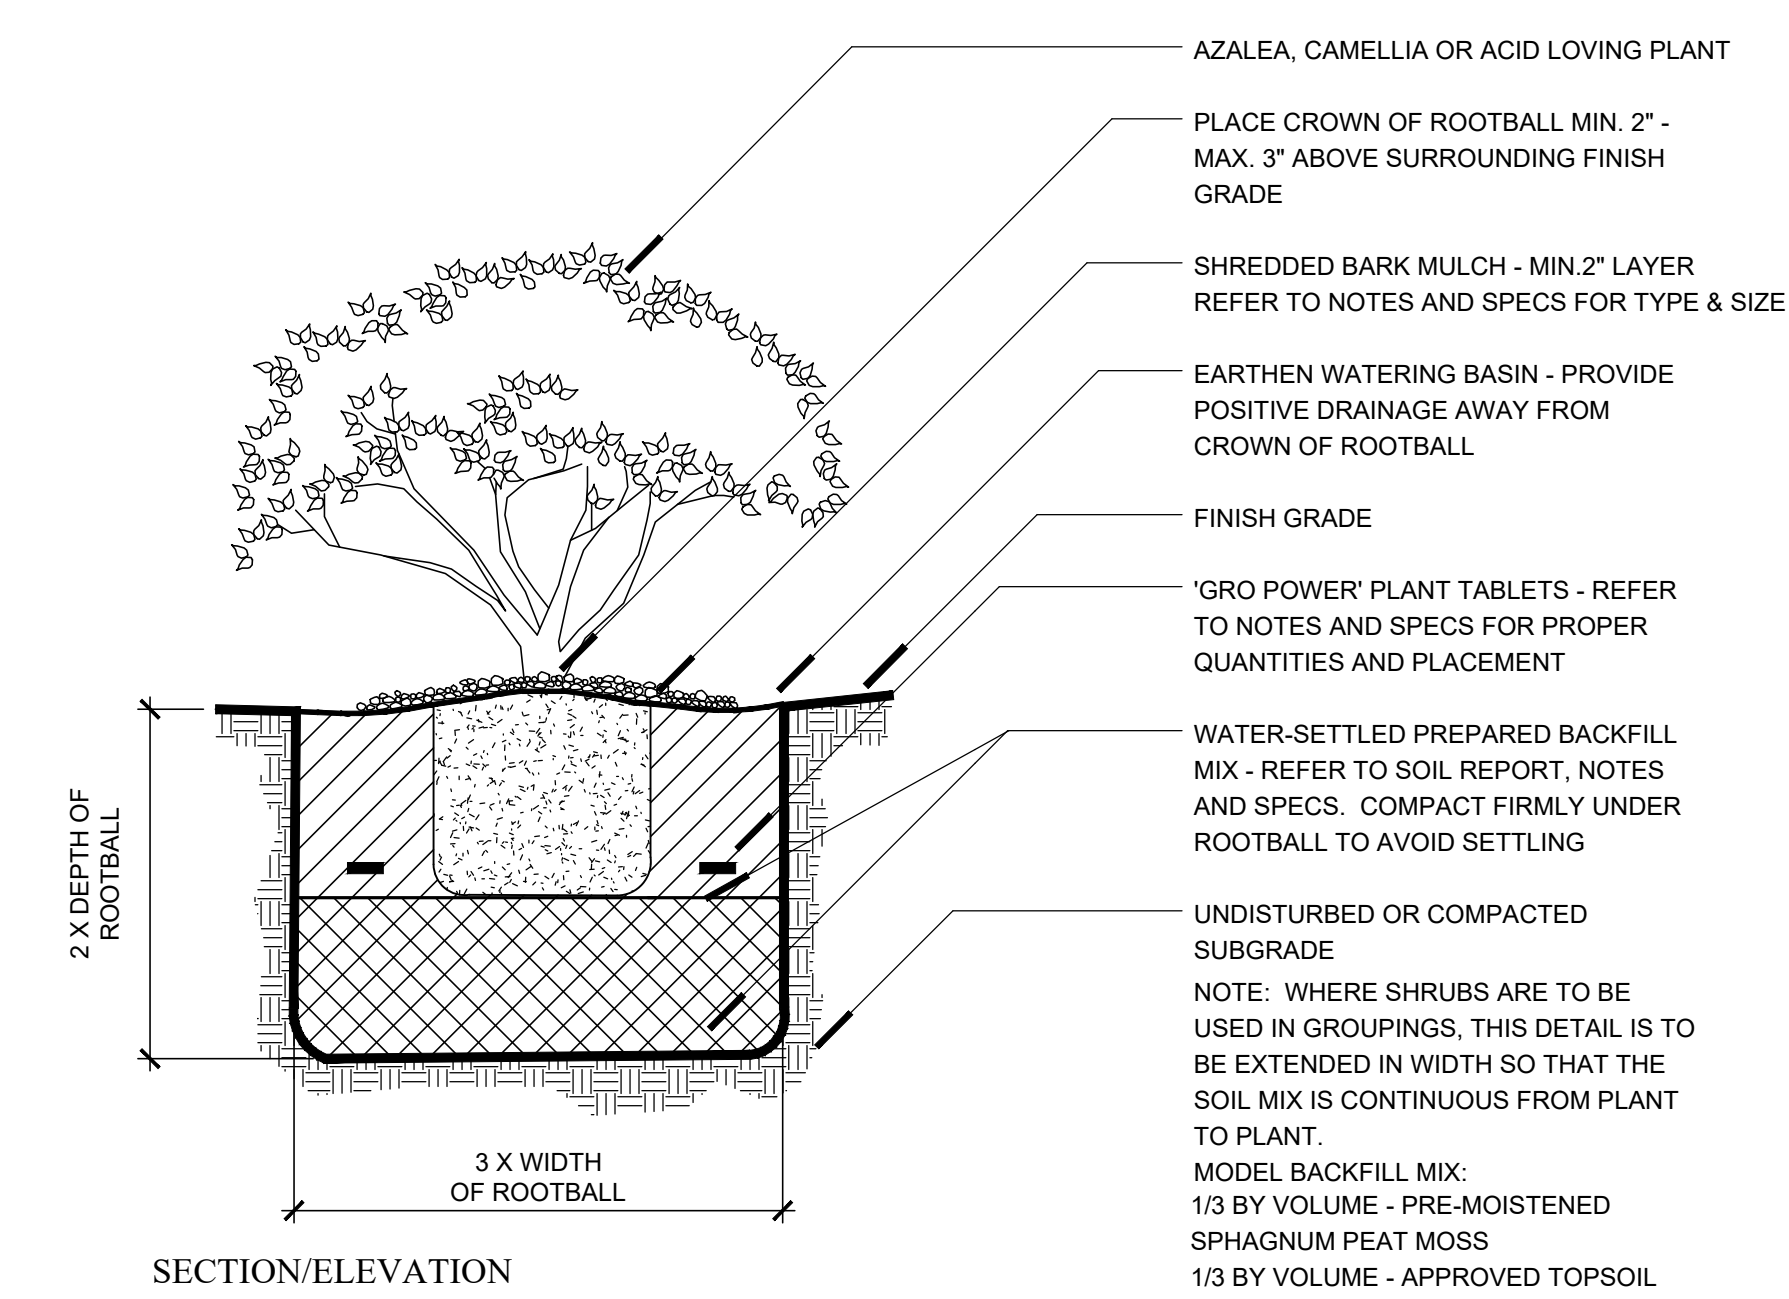 AZALEA, CAMELLIA OR ACID LOVING PLANT
PLACE CROWN OF ROOTBALL MIN. 2" -
MAX. 3" ABOVE SURROUNDING FINISH
GRADE
SHREDDED BARK MULCH - MIN.2" LAYER
REFER TO NOTES AND SPECS FOR TYPE & SIZE
EARTHEN WATERING BASIN - PROVIDE
POSITIVE DRAINAGE AWAY FROM
CROWN OF ROOTBALL
FINISH GRADE
'GRO POWER' PLANT TABLETS - REFER
TO NOTES AND SPECS FOR PROPER
QUANTITIES AND PLACEMENT
WATER-SETTLED PREPARED BACKFILL
MIX - REFER TO SOIL REPORT, NOTES
AND SPECS.  COMPACT FIRMLY UNDER
ROOTBALL TO AVOID SETTLING
UNDISTURBED OR COMPACTED
SUBGRADE
NOTE:  WHERE SHRUBS ARE TO BE
USED IN GROUPINGS, THIS DETAIL IS TO
BE EXTENDED IN WIDTH SO THAT THE
SOIL MIX IS CONTINUOUS FROM PLANT
TO PLANT.
MODEL BACKFILL MIX:
1/3 BY VOLUME - PRE-MOISTENED
SPHAGNUM PEAT MOSS
1/3 BY VOLUME - APPROVED TOPSOIL
2 X DEPTH OF
ROOTBALL
3 X WIDTH
OF ROOTBALL
SECTION/ELEVATION